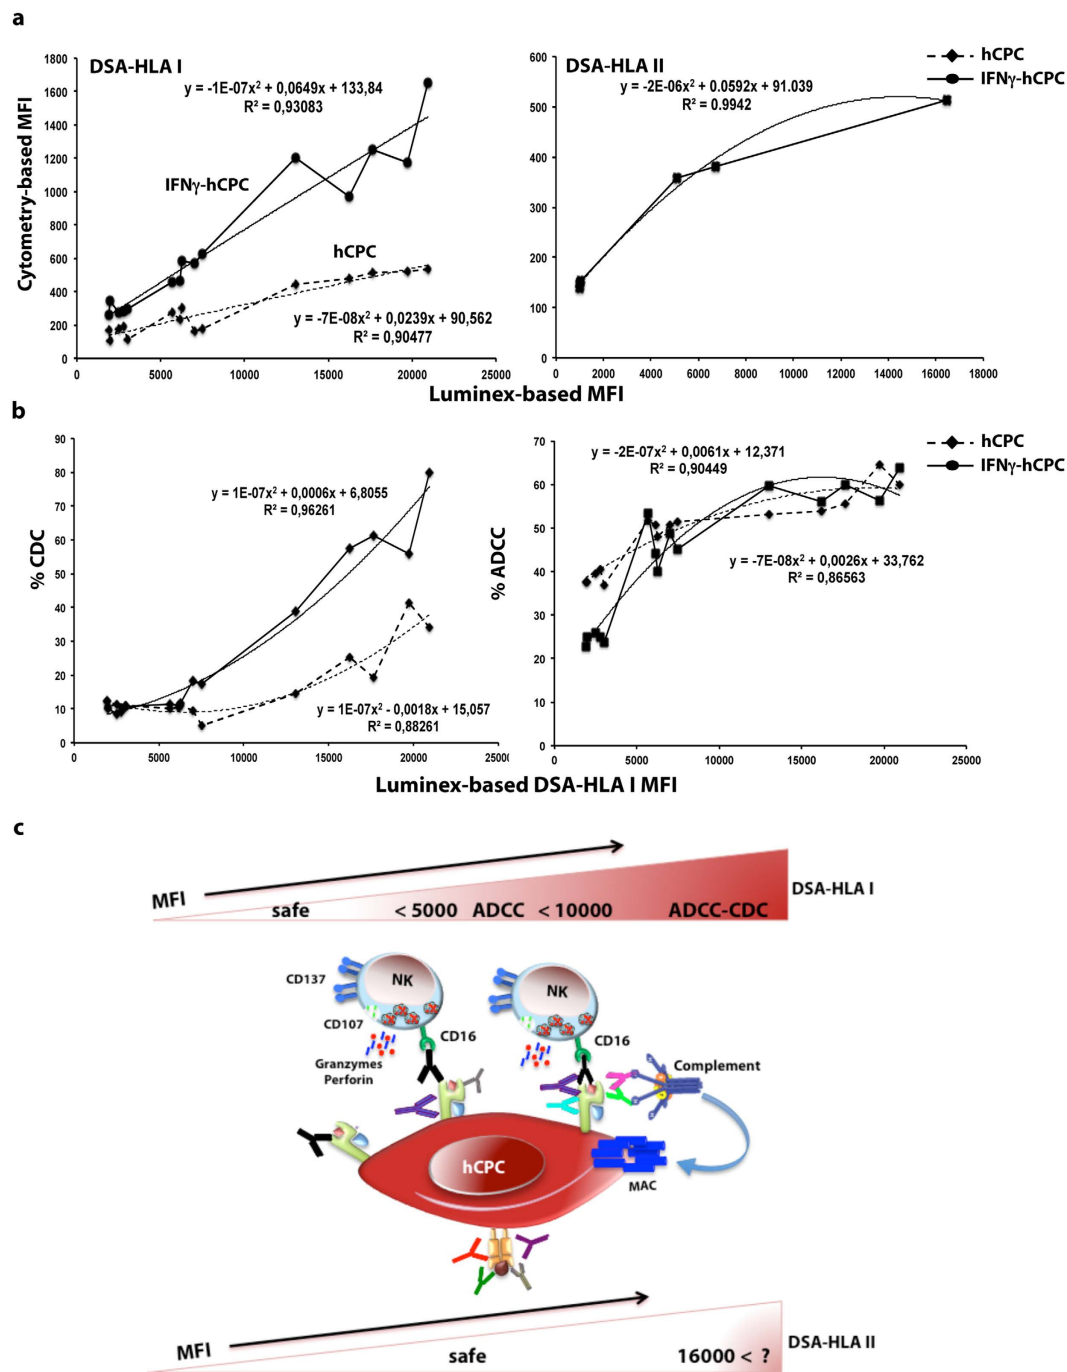 a
DSA-HLA I
y = -1E-07x² + 0,0649x + 133,84
R² = 0,93083
IFNγ-hCPC
hCPC
y = -7E-08x² + 0,0239x + 90,562
R² = 0,90477
Cytometry-based MFI
1800
1600
1400
1200
1000
800
600
400
200
0
0 5000 10000 15000 20000 25000
DSA-HLA II
y = -2E-06x² + 0.0592x + 91.039
R² = 0.9942
hCPC
IFNγ-hCPC
600
500
400
300
200
100
0
0 2000 4000 6000 8000 10000 12000 14000 16000 18000
Luminex-based MFI
b
% CDC
90
80
70
60
50
40
30
20
10
0
y = 1E-07x² + 0,0006x + 6,8055
R² = 0,96261
y = 1E-07x² - 0,0018x + 15,057
R² = 0,88261
0 5000 10000 15000 20000 25000
% ADCC
70
60
50
40
30
20
10
0
y = -2E-07x² + 0,0061x + 12,371
R² = 0,90449
y = -7E-08x² + 0,0026x + 33,762
R² = 0,86563
hCPC
IFNγ-hCPC
0 5000 10000 15000 20000 25000
Luminex-based DSA-HLA I MFI
c
MFI
safe < 5000 ADCC < 10000 ADCC-CDC
DSA-HLA I
CD137
NK
CD107
CD16
Granzymes
Perforin
NK
CD16
Complement
hCPC
MAC
MFI
safe 16000 < ?
DSA-HLA II